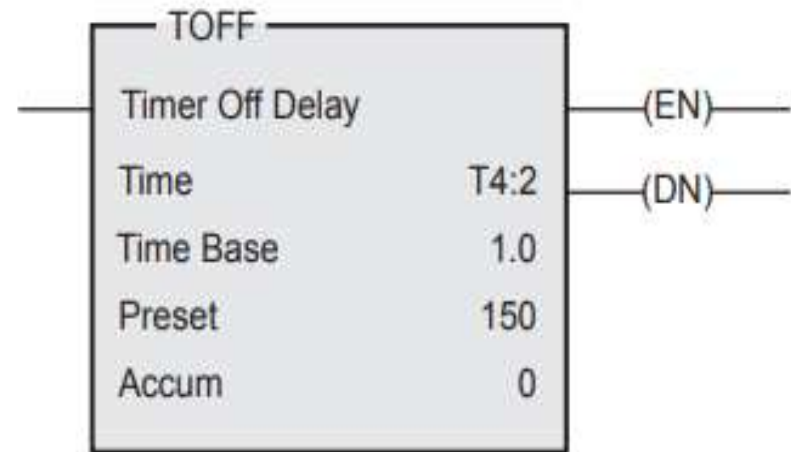 TOFF
Timer Off Delay (EN)
Time T4:2 (DN)
Time Base 1.0
Preset 150
Accum 0